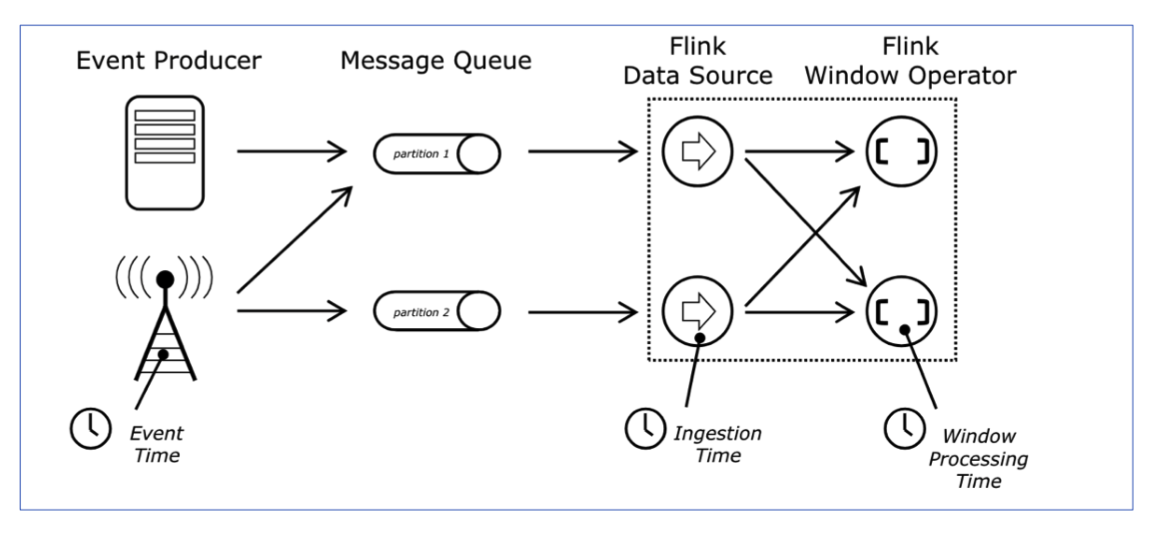 Event Producer
Message Queue
Flink
Data Source
Flink
Window Operator
partition 1
partition 2
Event
Time
Ingestion
Time
Window
Processing
Time